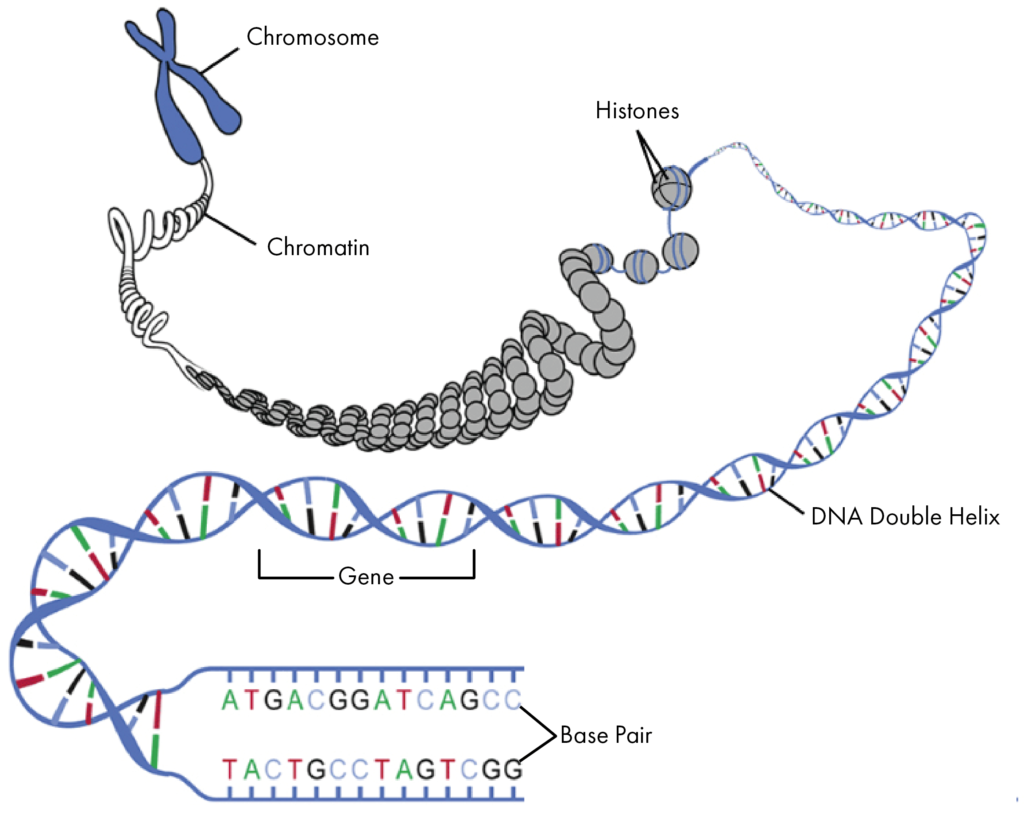 Chromosome
Histones
Chromatin
DNA Double Helix
Gene
ATGACGGATCAGCC
Base Pair
TACTGCCTAGTCGG